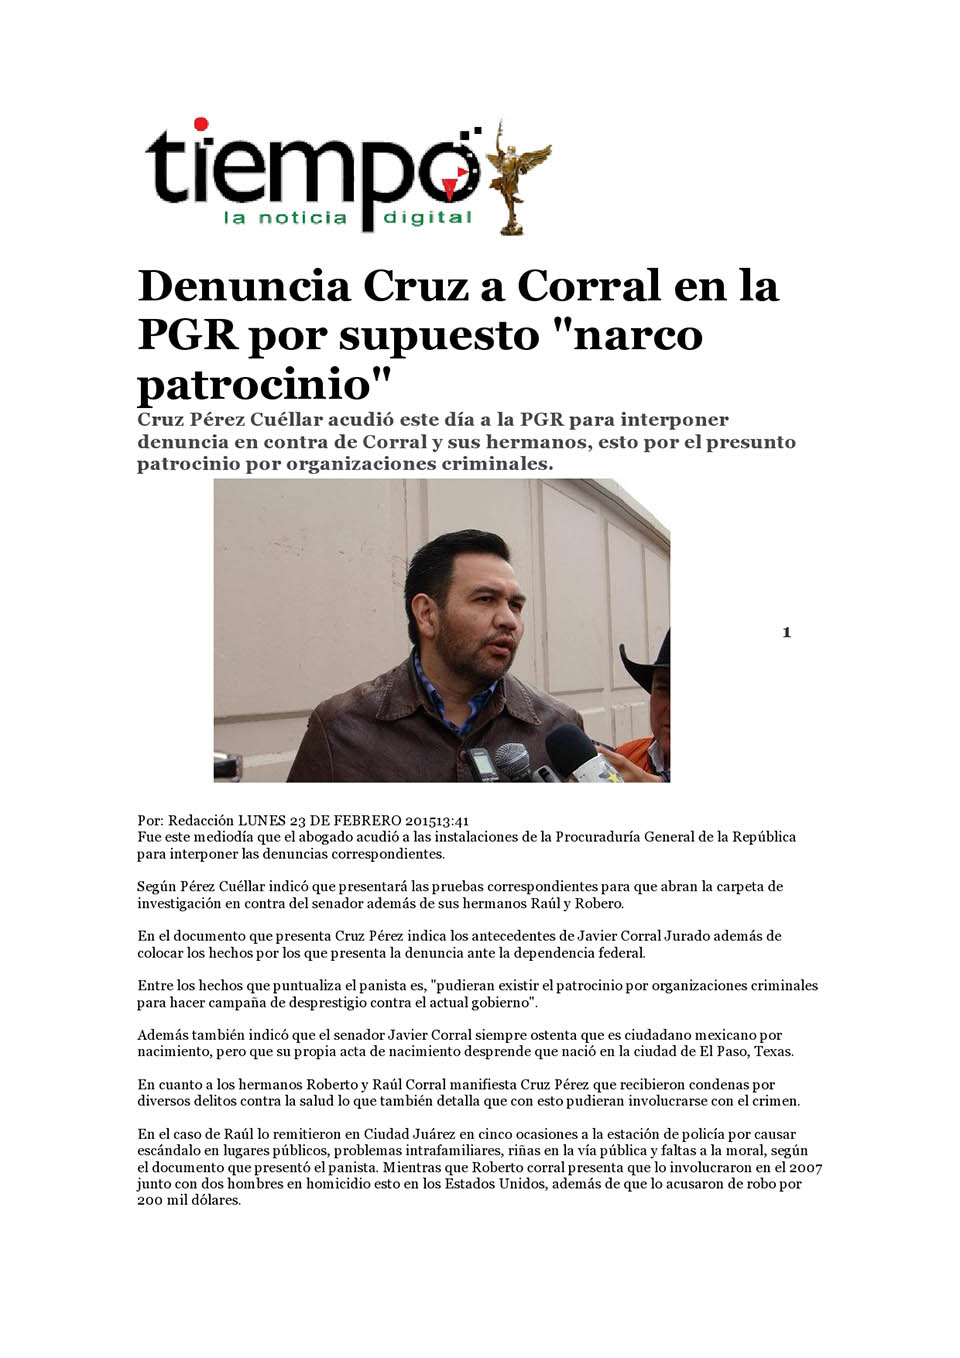 tiempo
la noticia digital
Denuncia Cruz a Corral en la
PGR por supuesto "narco
patrocinio"
Cruz Pérez Cuéllar acudió este día a la PGR para interponer
denuncia en contra de Corral y sus hermanos, esto por el presunto
patrocinio por organizaciones criminales.
1
Por: Redacción LUNES 23 DE FEBRERO 201513:41
Fue este mediodía que el abogado acudió a las instalaciones de la Procuraduría General de la República
para interponer las denuncias correspondientes.
Según Pérez Cuéllar indicó que presentará las pruebas correspondientes para que abran la carpeta de
investigación en contra del senador además de sus hermanos Raúl y Robero.
En el documento que presenta Cruz Pérez indica los antecedentes de Javier Corral Jurado además de
colocar los hechos por los que presenta la denuncia ante la dependencia federal.
Entre los hechos que puntualiza el panista es, "pudieran existir el patrocinio por organizaciones criminales
para hacer campaña de desprestigio contra el actual gobierno".
Además también indicó que el senador Javier Corral siempre ostenta que es ciudadano mexicano por
nacimiento, pero que su propia acta de nacimiento desprende que nació en la ciudad de El Paso, Texas.
En cuanto a los hermanos Roberto y Raúl Corral manifiesta Cruz Pérez que recibieron condenas por
diversos delitos contra la salud lo que también detalla que con esto pudieran involucrarse con el crimen.
En el caso de Raúl lo remitieron en Ciudad Juárez en cinco ocasiones a la estación de policía por causar
escándalo en lugares públicos, problemas intrafamiliares, riñas en la vía pública y faltas a la moral, según
el documento que presentó el panista. Mientras que Roberto corral presenta que lo involucraron en el 2007
junto con dos hombres en homicidio esto en los Estados Unidos, además de que lo acusaron de robo por
200 mil dólares.